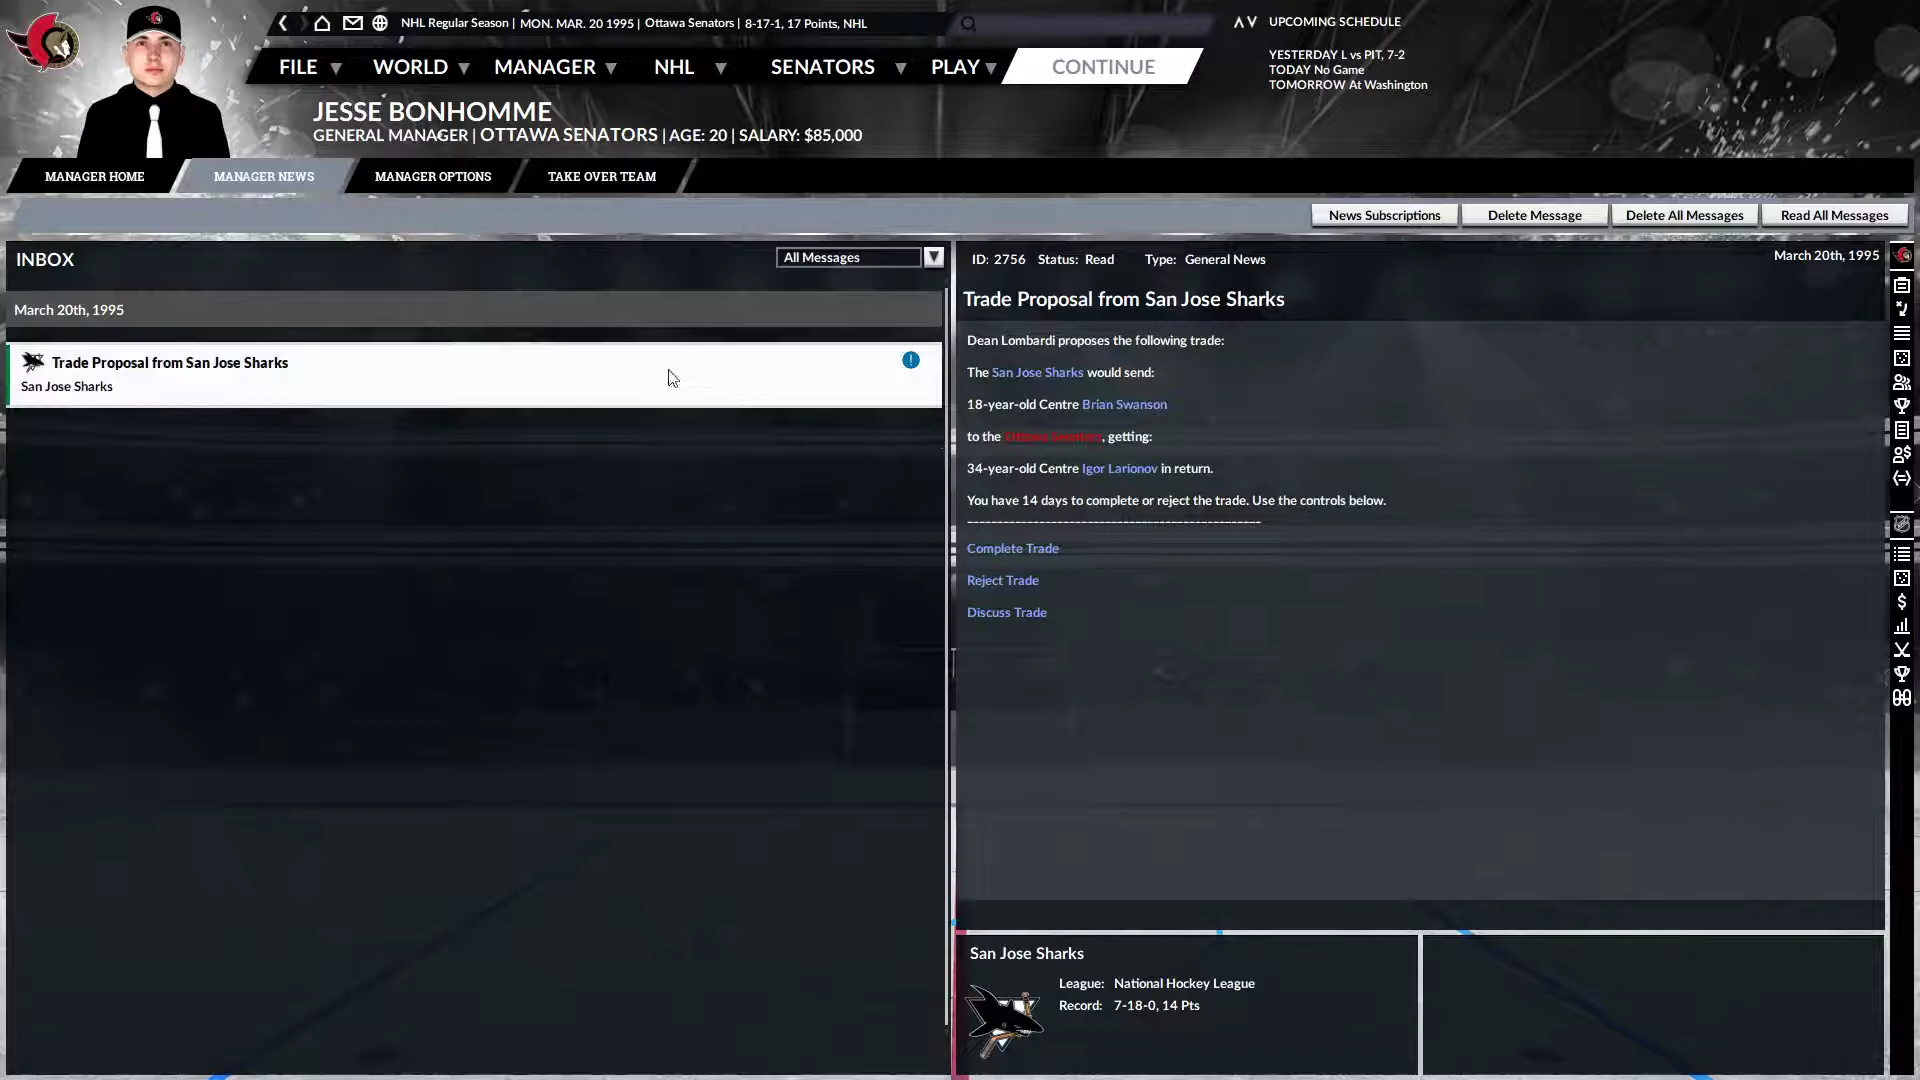 NHL Regular Season | MON. MAR. 20 1995 | Ottawa Senators | 8-17-1, 17 Points, NHL
UPCOMING SCHEDULE
YESTERDAY L vs PIT, 7-2
TODAY No Game
TOMORROW At Washington
FILE WORLD MANAGER NHL SENATORS PLAY CONTINUE
JESSE BONHOMME
GENERAL MANAGER | OTTAWA SENATORS | AGE: 20 | SALARY: $85,000
MANAGER HOME MANAGER NEWS MANAGER OPTIONS TAKE OVER TEAM
News Subscriptions Delete Message Delete All Messages Read All Messages
INBOX All Messages
March 20th, 1995
Trade Proposal from San Jose Sharks
San Jose Sharks
ID: 2756 Status: Read Type: General News March 20th, 1995
Trade Proposal from San Jose Sharks
Dean Lombardi proposes the following trade:
The San Jose Sharks would send:
18-year-old Centre Brian Swanson
to the Ottawa Senators, getting:
34-year-old Centre Igor Larionov in return.
You have 14 days to complete or reject the trade. Use the controls below.
Complete Trade
Reject Trade
Discuss Trade
San Jose Sharks
League: National Hockey League
Record: 7-18-0, 14 Pts